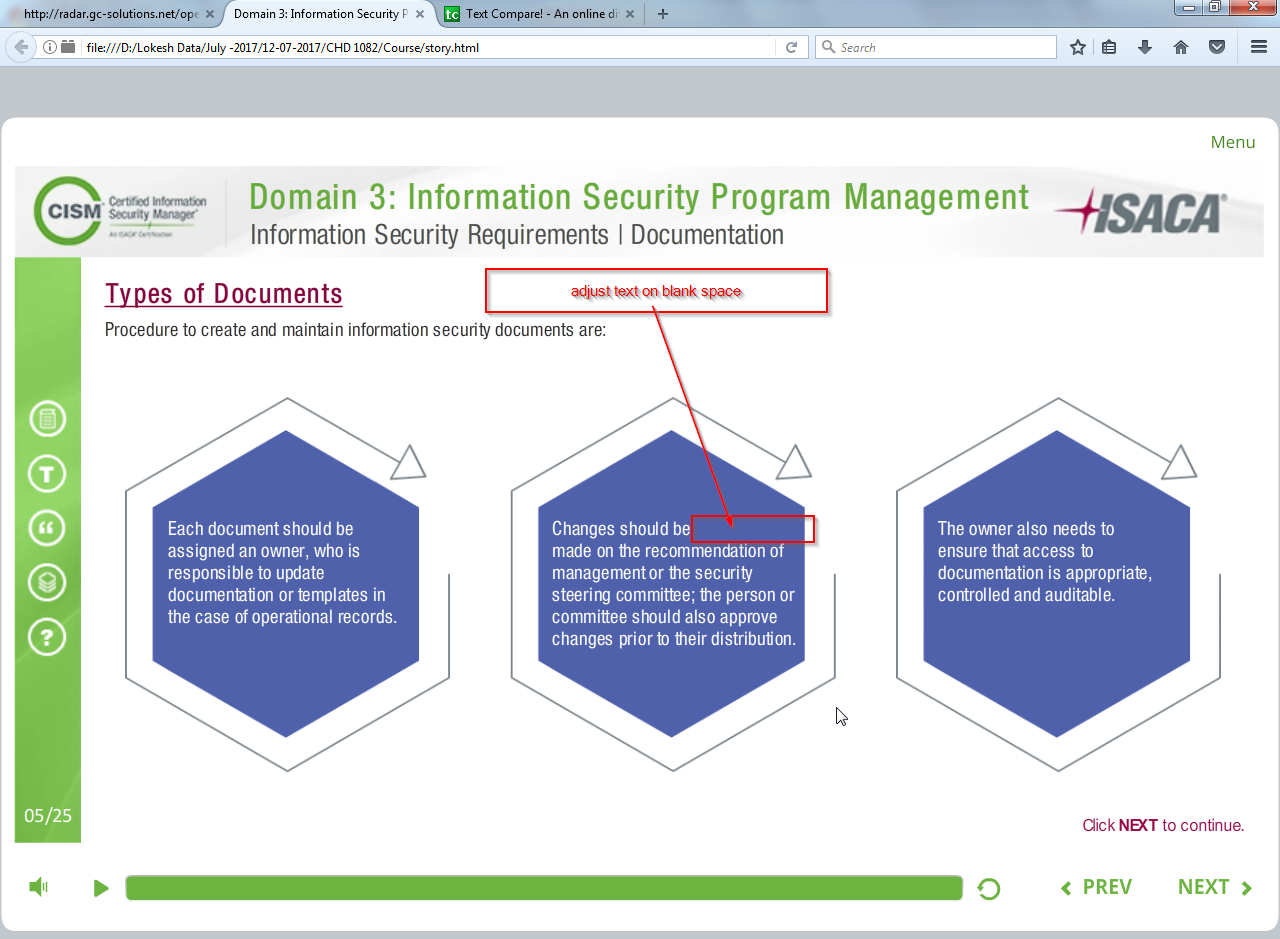 http://radar.gc-solutions.net/ope
Domain 3: Information Security P
tc Text Compare! - An online di
file:///D:/Lokesh Data/July -2017/12-07-2017/CHD 1082/Course/story.html
Search
Menu
CISM
Certified Information
Security Manager®
An ISACA® Certification
Domain 3: Information Security Program Management
Information Security Requirements | Documentation
ISACA®
Types of Documents
adjust text on blank space
Procedure to create and maintain information security documents are:
Each document should be
assigned an owner, who is
responsible to update
documentation or templates in
the case of operational records.
Changes should be
made on the recommendation of
management or the security
steering committee; the person or
committee should also approve
changes prior to their distribution.
The owner also needs to
ensure that access to
documentation is appropriate,
controlled and auditable.
T
“
?
05/25
Click NEXT to continue.
PREV
NEXT